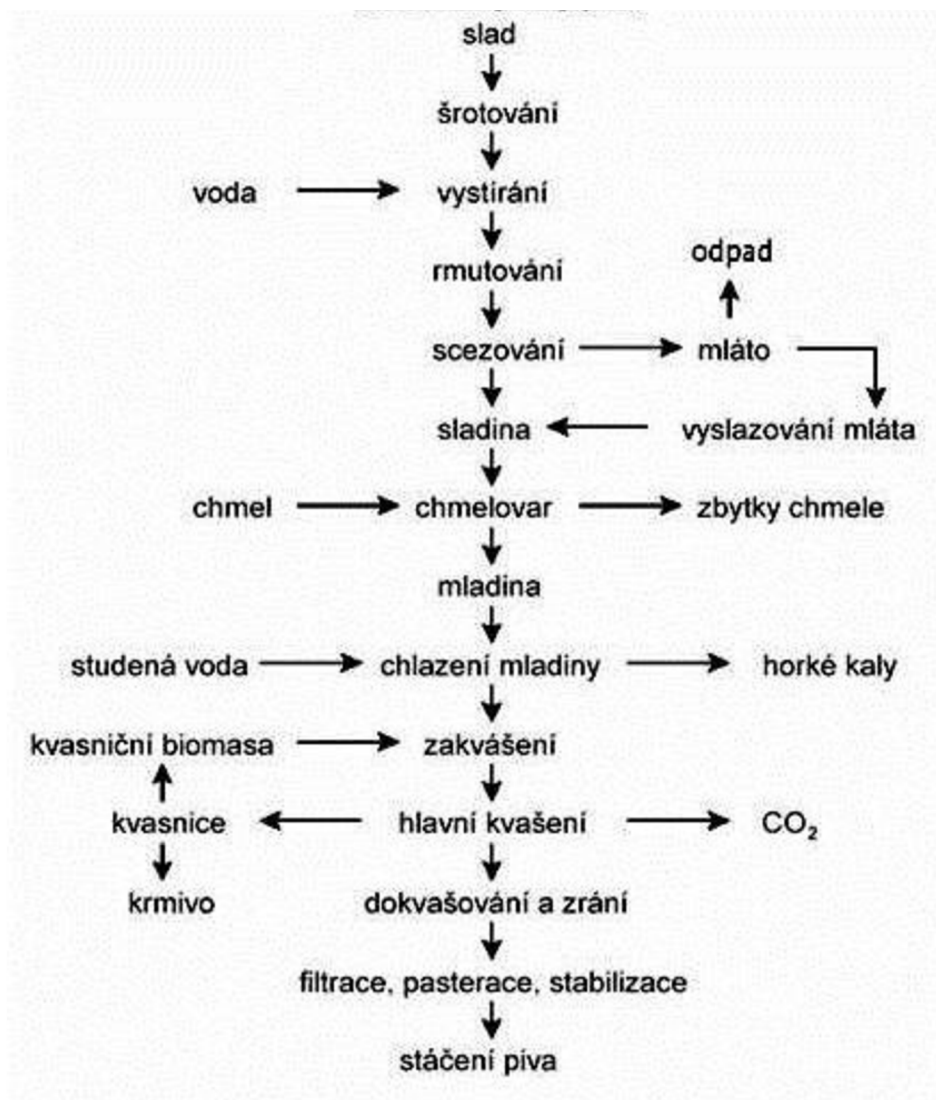 slad
šrotování
voda
vystírání
rmutování
odpad
scezování
mláto
sladina
vyslazování mláta
chmel
chmelovar
zbytky chmele
mladina
studená voda
chlazení mladiny
horké kaly
kvasniční biomasa
zakvášení
kvasnice
hlavní kvašení
CO₂
krmivo
dokvašování a zrání
filtrace, pasterace, stabilizace
stáčení piva